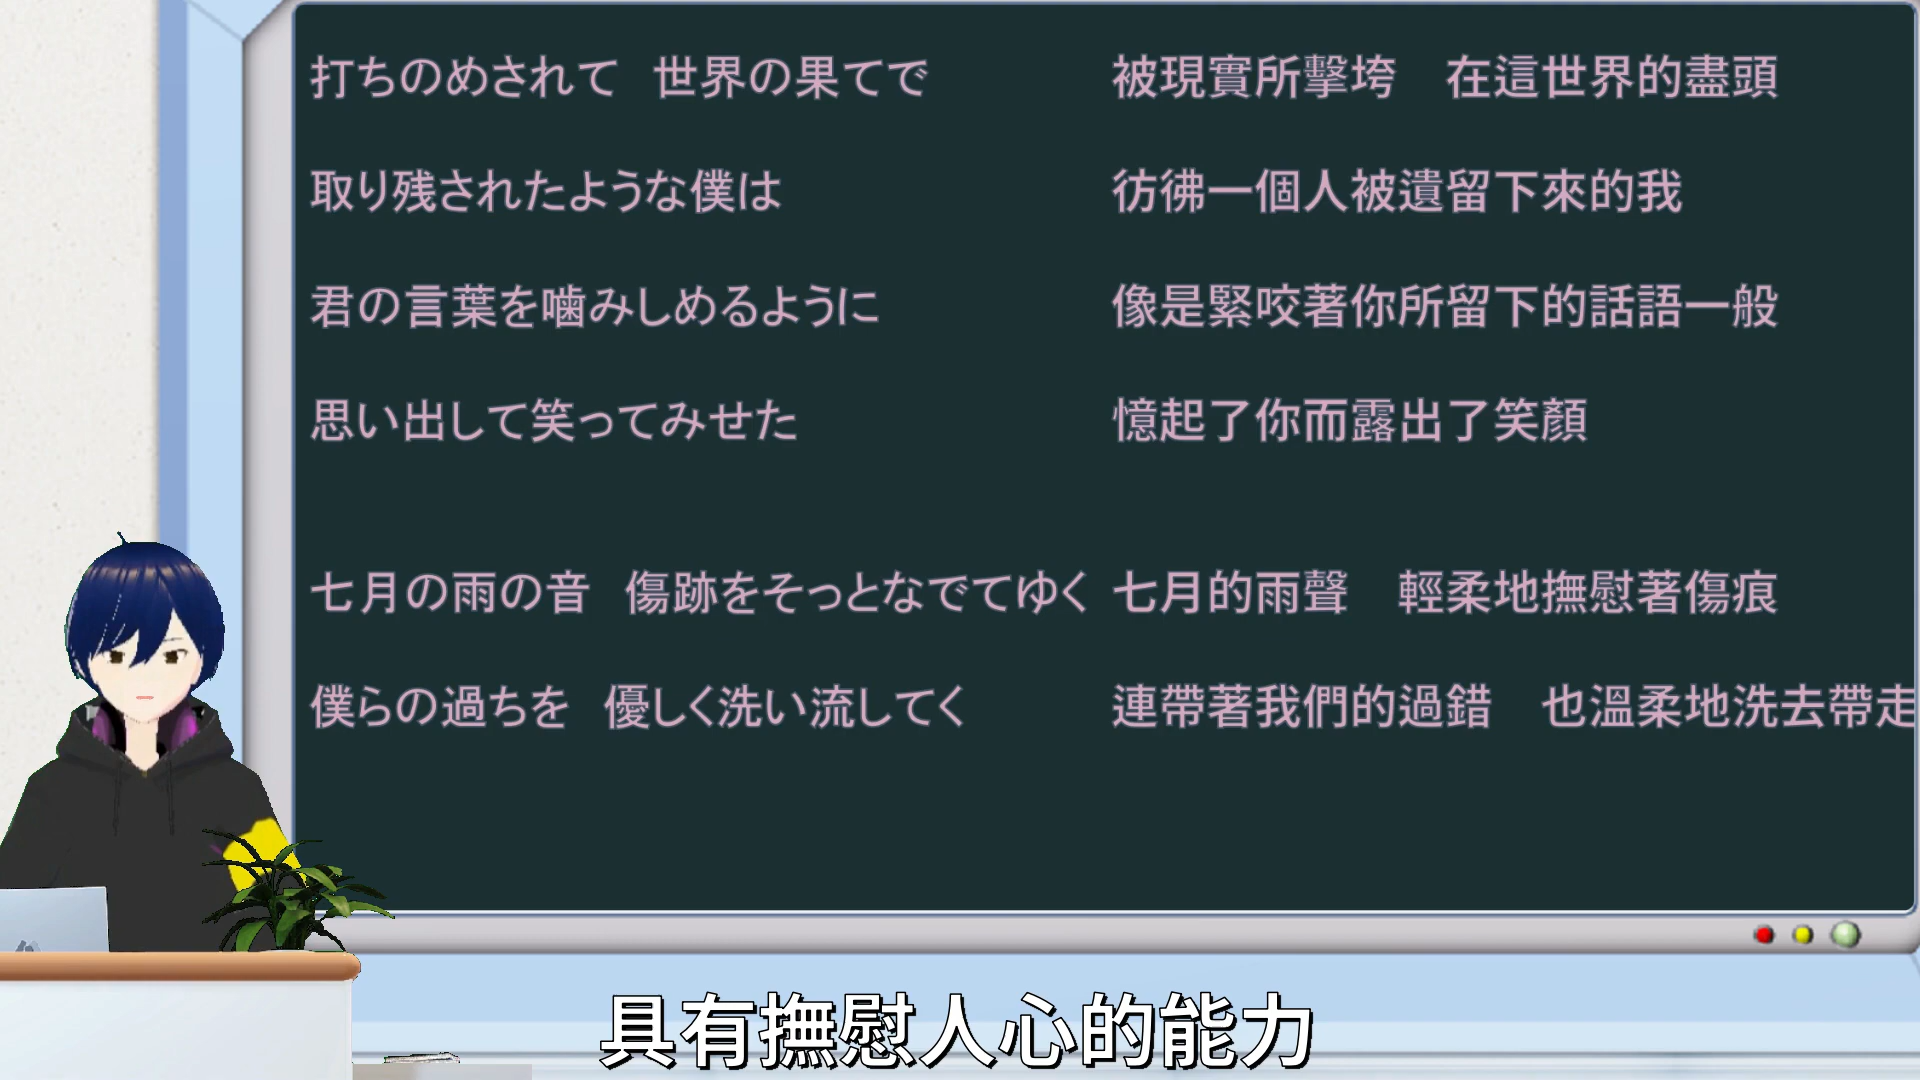 打ちのめされて 世界の果てで 被現實所擊垮 在這世界的盡頭
取り残されたような僕は 彷彿一個人被遺留下來的我
君の言葉を噛みしめるように 像是緊咬著你所留下的話語一般
思い出して笑ってみせた 憶起了你而露出了笑顏
七月の雨の音 傷跡をそっとなでてゆく 七月的雨聲 輕柔地撫慰著傷痕
僕らの過ちを 優しく洗い流してく 連帶著我們的過錯 也溫柔地洗去帶走
具有撫慰人心的能力